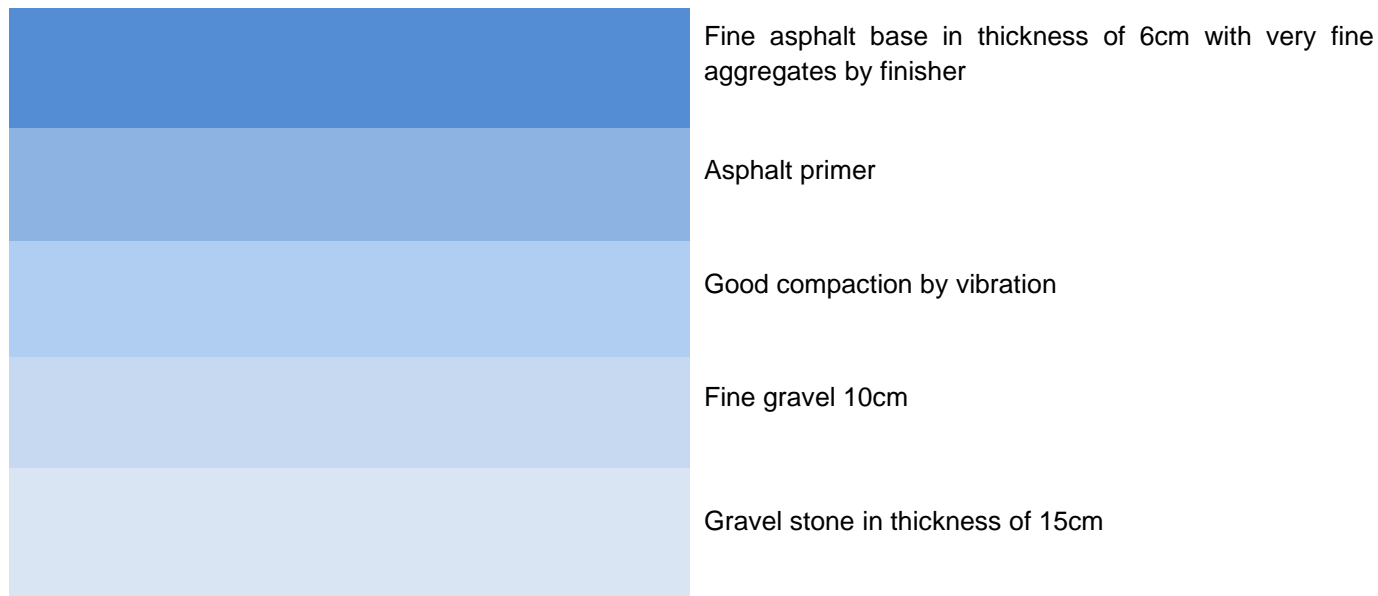 Fine asphalt base in thickness of 6cm with very fine
aggregates by finisher
Asphalt primer
Good compaction by vibration
Fine gravel 10cm
Gravel stone in thickness of 15cm